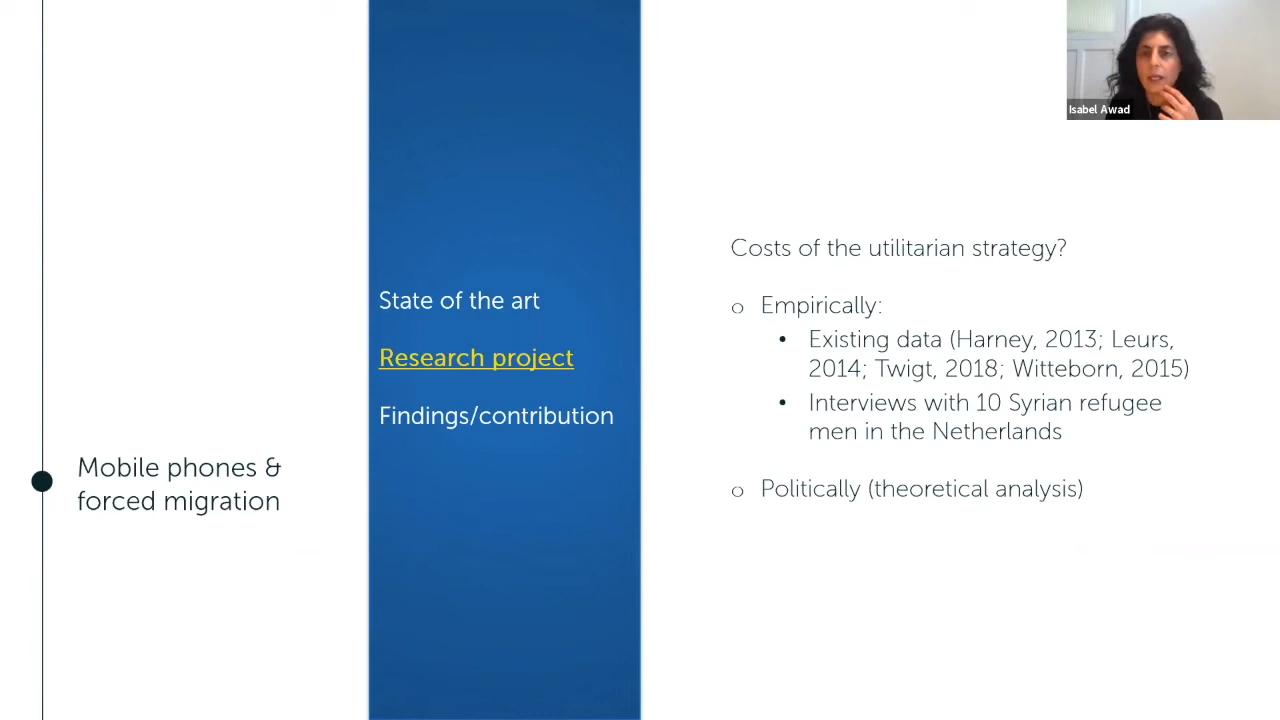 Isabel Awad
Mobile phones &
forced migration
State of the art
Research project
Findings/contribution
Costs of the utilitarian strategy?
o Empirically:
• Existing data (Harney, 2013; Leurs,
2014; Twigt, 2018; Witteborn, 2015)
• Interviews with 10 Syrian refugee
men in the Netherlands
o Politically (theoretical analysis)